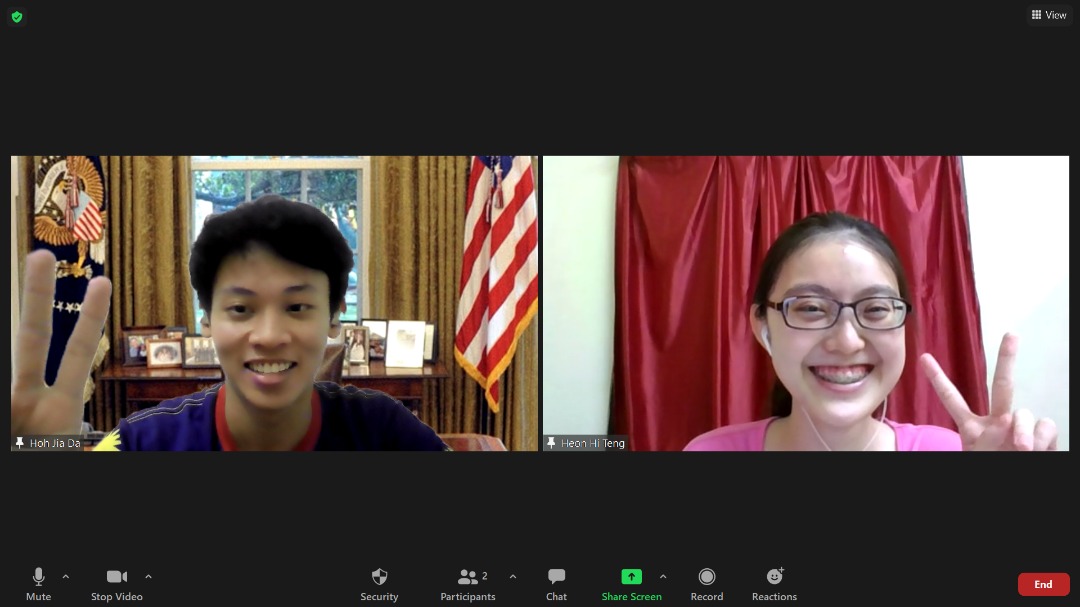 View
Hoh Jia Da
Heon Hi Teng
Mute
Stop Video
Security
Participants
2
Chat
Share Screen
Record
Reactions
End